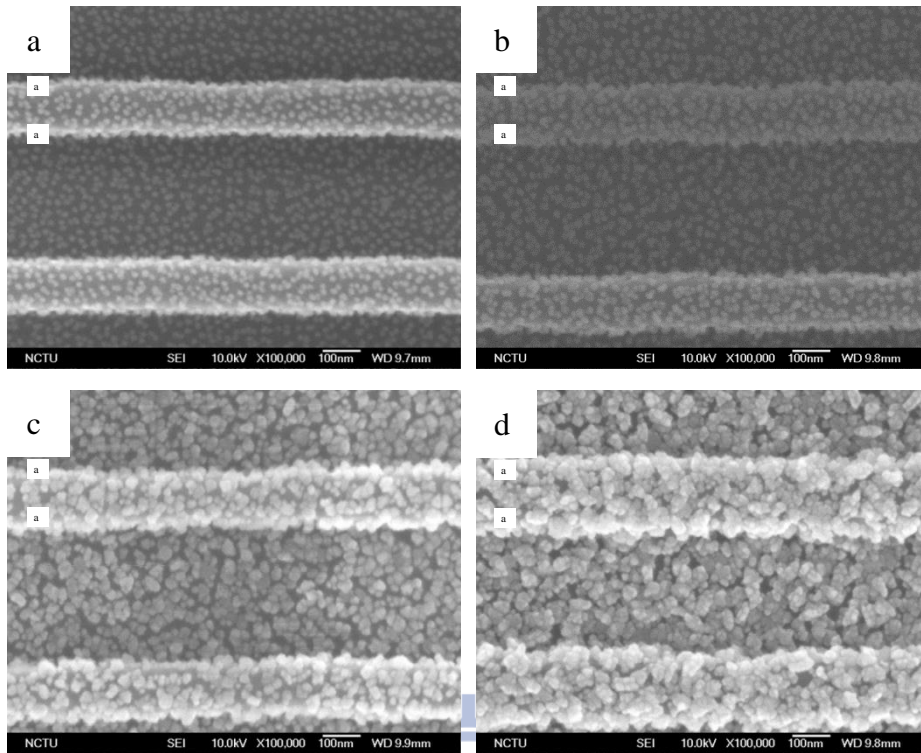 a
a
a
NCTU SEI 10.0kV X100,000 100nm WD 9.7mm
b
a
a
NCTU SEI 10.0kV X100,000 100nm WD 9.8mm
c
a
a
NCTU SEI 10.0kV X100,000 100nm WD 9.9mm
d
a
a
NCTU SEI 10.0kV X100,000 100nm WD 9.8mm